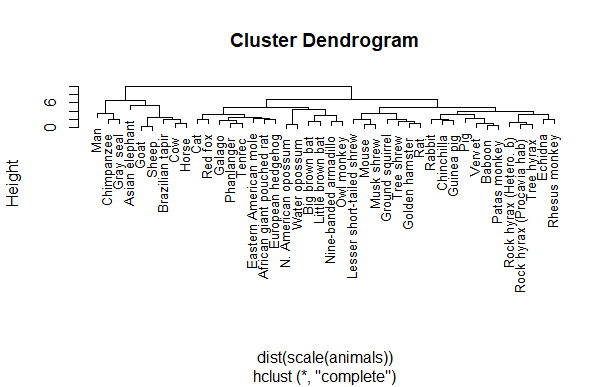 Cluster Dendrogram
6
0
Height
Man
Chimpanzee
Gray seal
Asian elephant
Goat
Sheep
Brazilian tapir
Cow
Horse
Cat
Red fox
Galago
Phanlanger
Tenrec
Eastern American mole
African giant pouched rat
European hedgehog
N. American opossum
Water opossum
Big brown bat
Little brown bat
Nine-banded armadillo
Owl monkey
Lesser short-tailed shrew
Mouse
Musk shrew
Ground squirrel
Tree shrew
Golden hamster
Rat
Rabbit
Chinchilla
Guinea pig
Pig
Vervet
Baboon
Patas monkey
Rock hyrax (Hetero. b)
Rock hyrax (Procavia hab)
Tree hyrax
Echidna
Rhesus monkey
dist(scale(animals))
hclust (*, "complete")